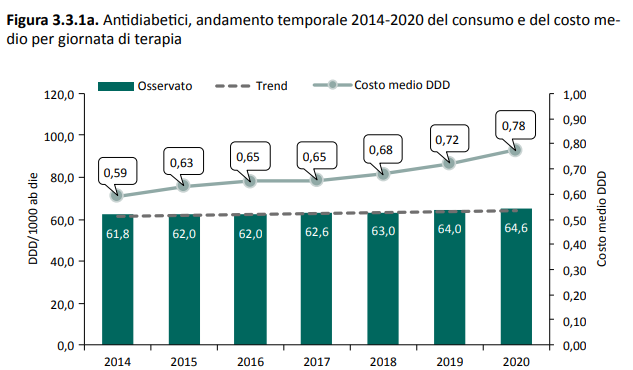 Figura 3.3.1a. Antidiabetici, andamento temporale 2014-2020 del consumo e del costo me-
dio per giornata di terapia
Osservato Trend Costo medio DDD
120,0
100,0
80,0
60,0
40,0
20,0
0,0
DDD/1000 ab die
0,59 0,63 0,65 0,65 0,68 0,72 0,78
61,8 62,0 62,0 62,6 63,0 64,0 64,6
1,00
0,90
0,80
0,70
0,60
0,50
0,40
0,30
0,20
0,10
0,00
Costo medio DDD
2014 2015 2016 2017 2018 2019 2020